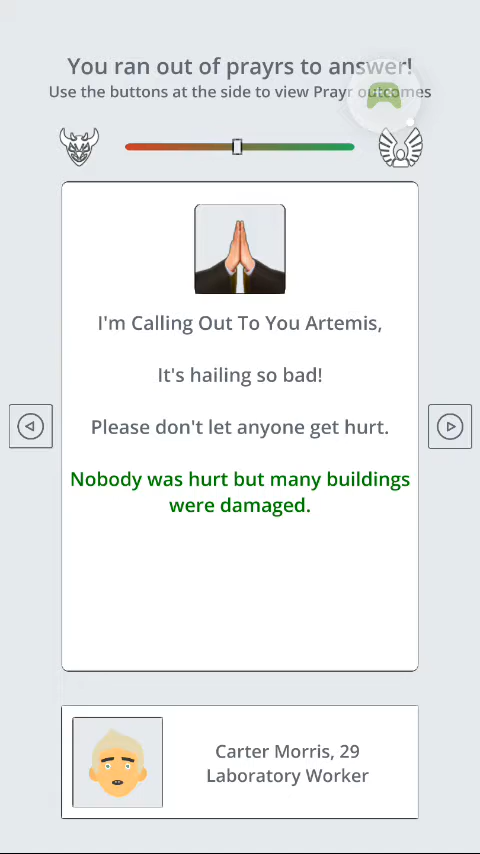 You ran out of prayrs to answer!
Use the buttons at the side to view Prayr outcomes
I'm Calling Out To You Artemis,
It's hailing so bad!
Please don't let anyone get hurt.
Nobody was hurt but many buildings
were damaged.
Carter Morris, 29
Laboratory Worker